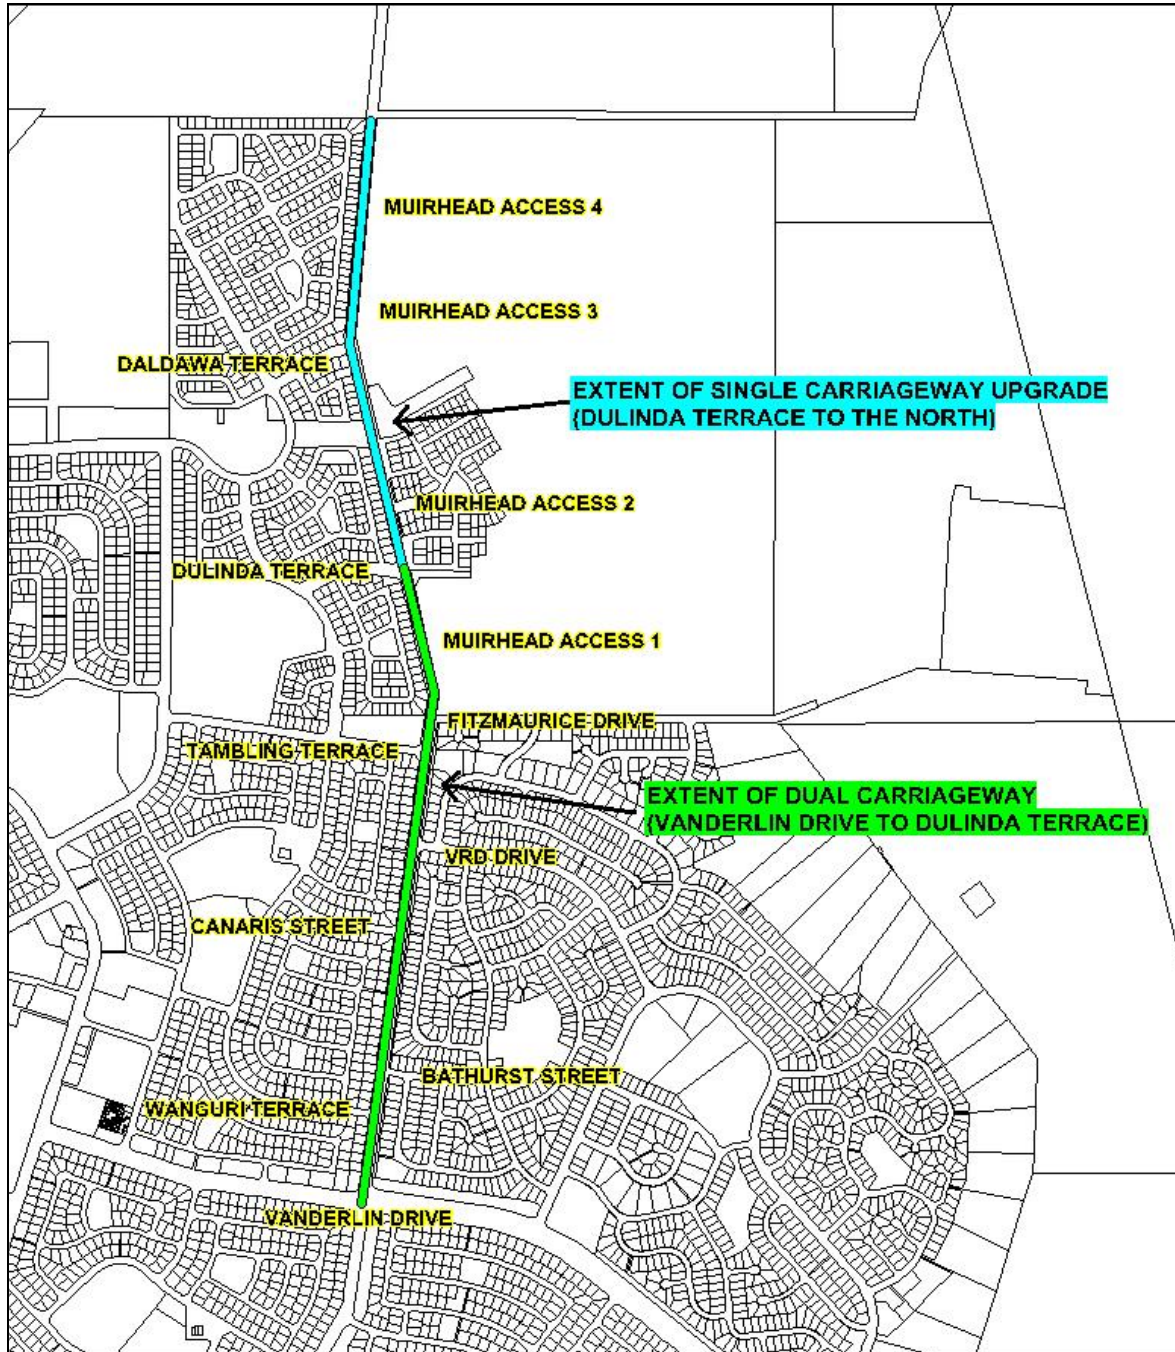 MUIRHEAD ACCESS 4
MUIRHEAD ACCESS 3
DALDAWA TERRACE
EXTENT OF SINGLE CARRIAGEWAY UPGRADE
(DULINDA TERRACE TO THE NORTH)
MUIRHEAD ACCESS 2
DULINDA TERRACE
MUIRHEAD ACCESS 1
FITZMAURICE DRIVE
TAMBLING TERRACE
EXTENT OF DUAL CARRIAGEWAY
(VANDERLIN DRIVE TO DULINDA TERRACE)
VRD DRIVE
CANARIS STREET
BATHURST STREET
WANGURI TERRACE
VANDERLIN DRIVE